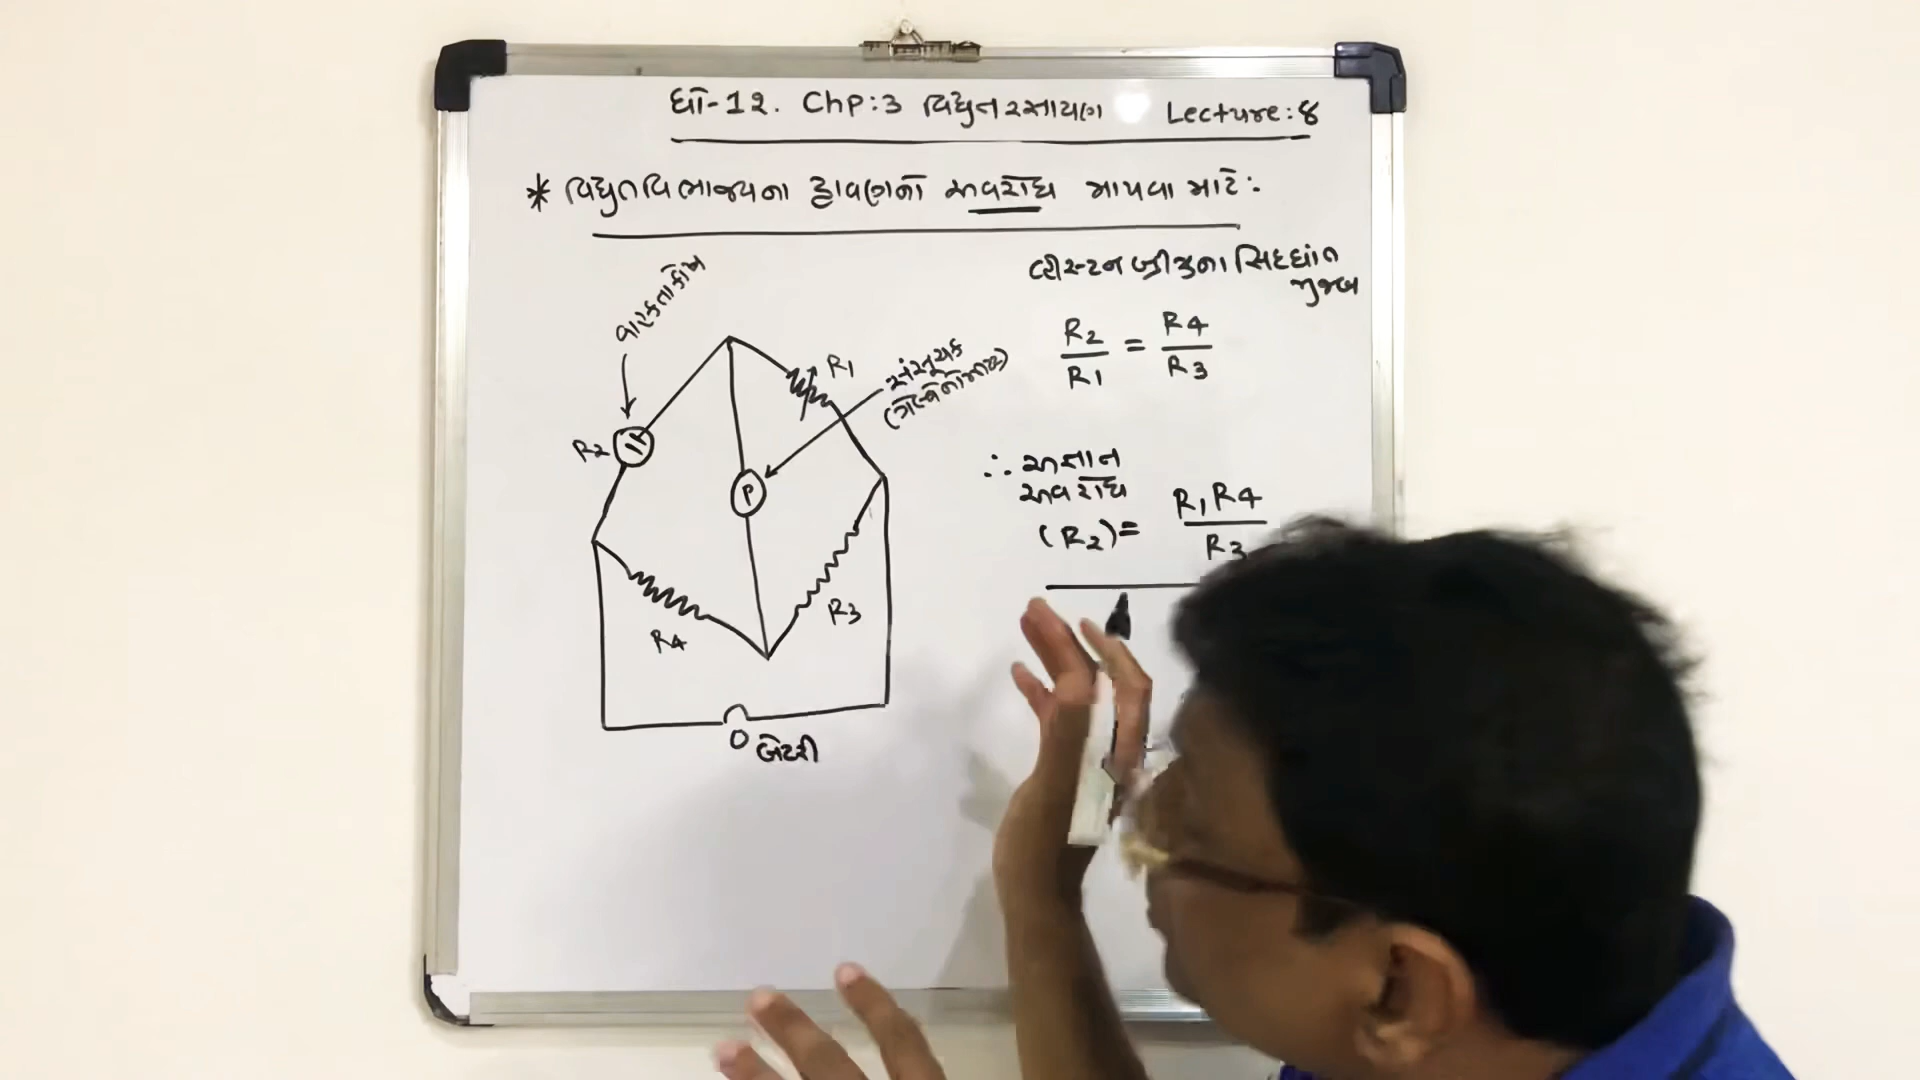 ધો-12. Chp:3 વિદ્યુતરસાયણ Lecture: 8
* વિદ્યુતવિભાજ્યના દ્રાવણનો અવરોધ માપવા માટે:
વ્હીસ્ટન બ્રીજના સિદ્ધાંત
મુજબ
વાહકતાકોષ
R2
R1
સંસૂચક
(ગેલ્વેનોમીટર)
P
R4
R3
બેટરી
R2/R1 = R4/R3
∴ અજ્ઞાત
અવરોધ
(R2) = R1R4/R3